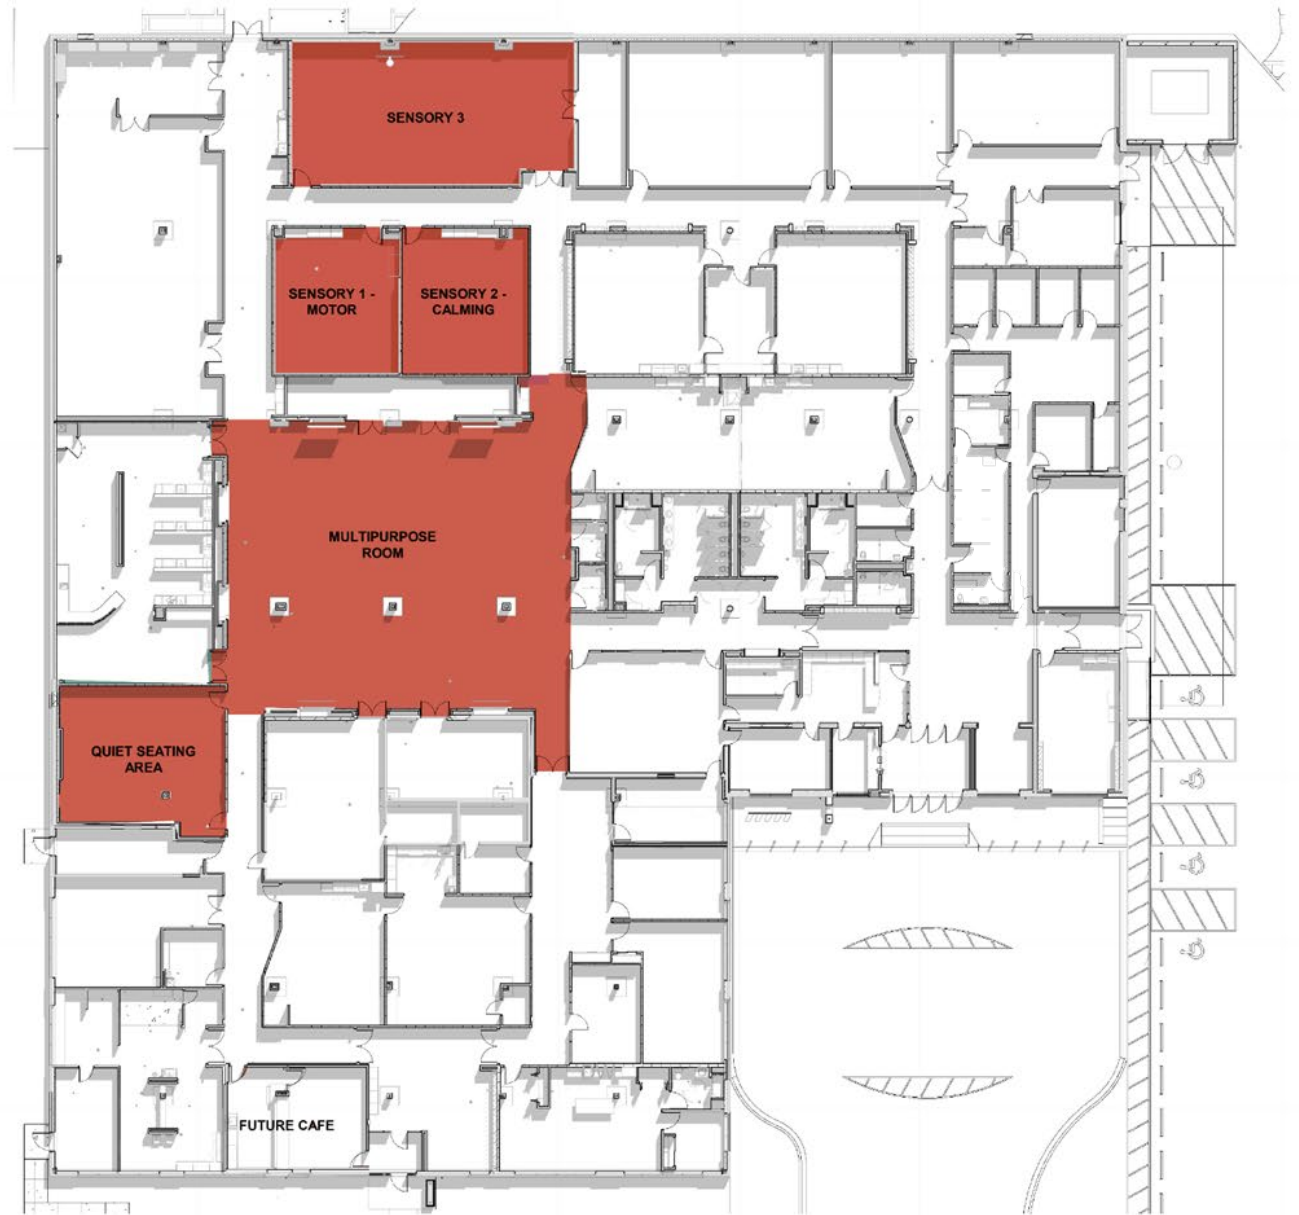 SENSORY 3
SENSORY 1 -
MOTOR
SENSORY 2 -
CALMING
MULTIPURPOSE
ROOM
QUIET SEATING
AREA
FUTURE CAFE